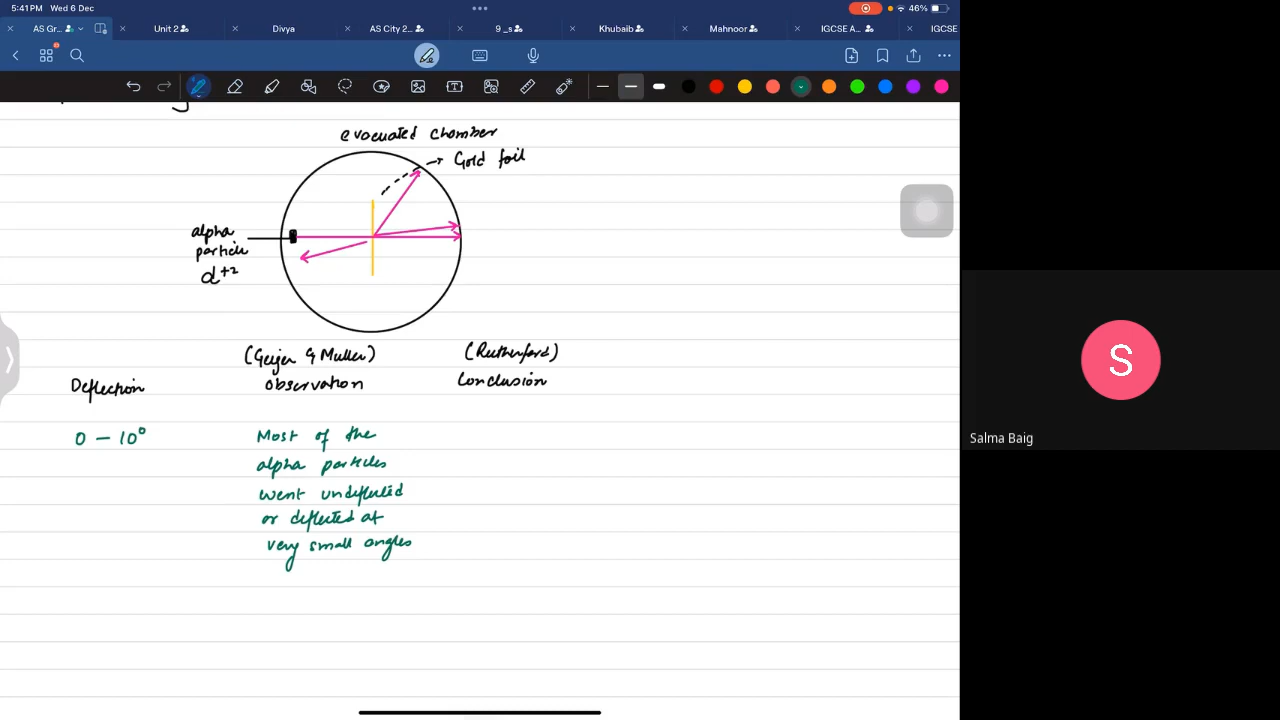 5:41 PM Wed 6 Dec
46%
AS Gr... Unit 2 Divya AS City 2... 9 _s Khubaib Mahnoor IGCSE A... IGCSE
evacuated chamber
Gold foil
alpha
particle
α+2
(Geiger & Muller) (Rutherford)
Deflection observation Conclusion
0 – 10° Most of the
alpha particles
went undeflected
or deflected at
very small angles
S
Salma Baig